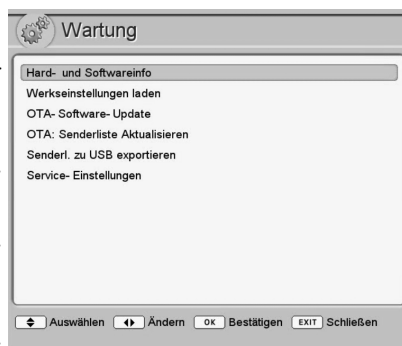 Wartung
Hard- und Softwareinfo
Werkseinstellungen laden
OTA- Software- Update
OTA: Senderliste Aktualisieren
Senderl. zu USB exportieren
Service- Einstellungen
Auswählen Ändern OK Bestätigen EXIT Schließen